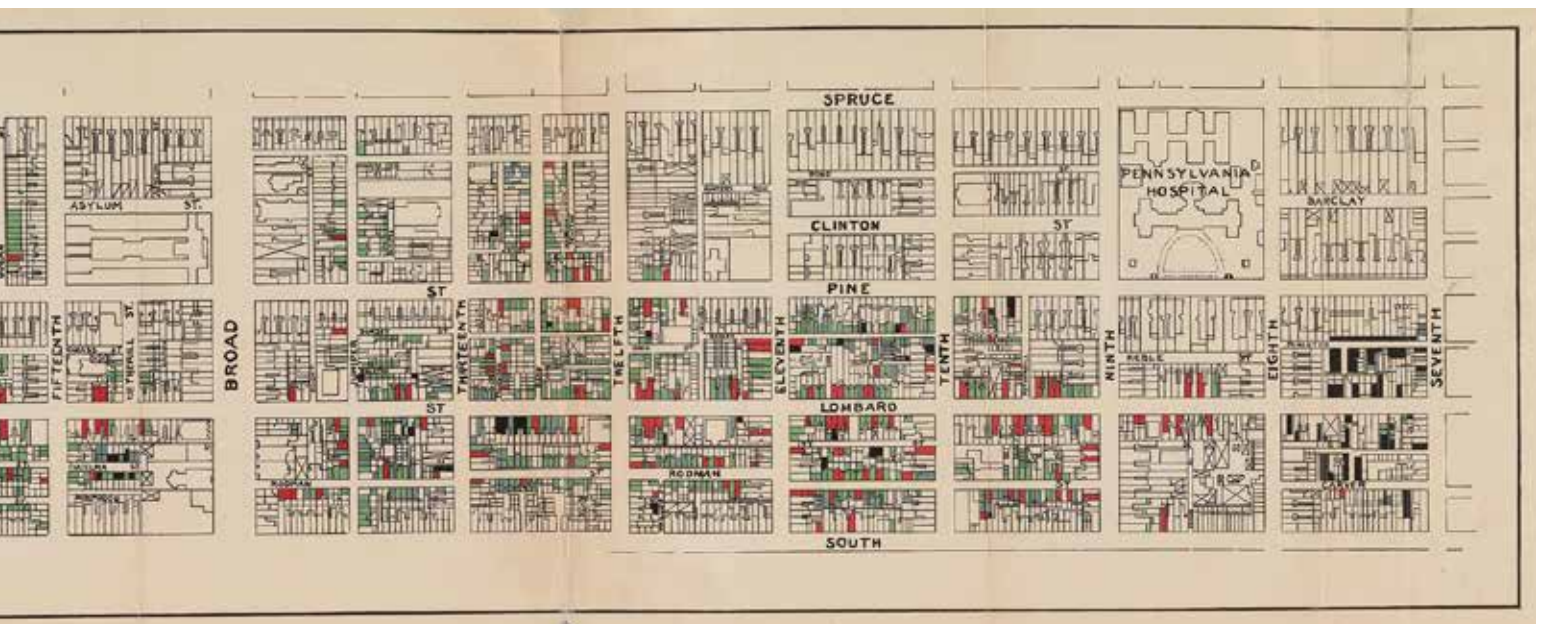 SPRUCE
PENNSYLVANIA
HOSPITAL
ASYLUM ST.
BARCLAY
CLINTON ST
ST PINE
FIFTEENTH
BROAD
THIRTEENTH
TWELFTH
ELEVENTH
TENTH
NINTH
EIGHTH
SEVENTH
ST LOMBARD
RODMAN
RODMAN ST
SOUTH